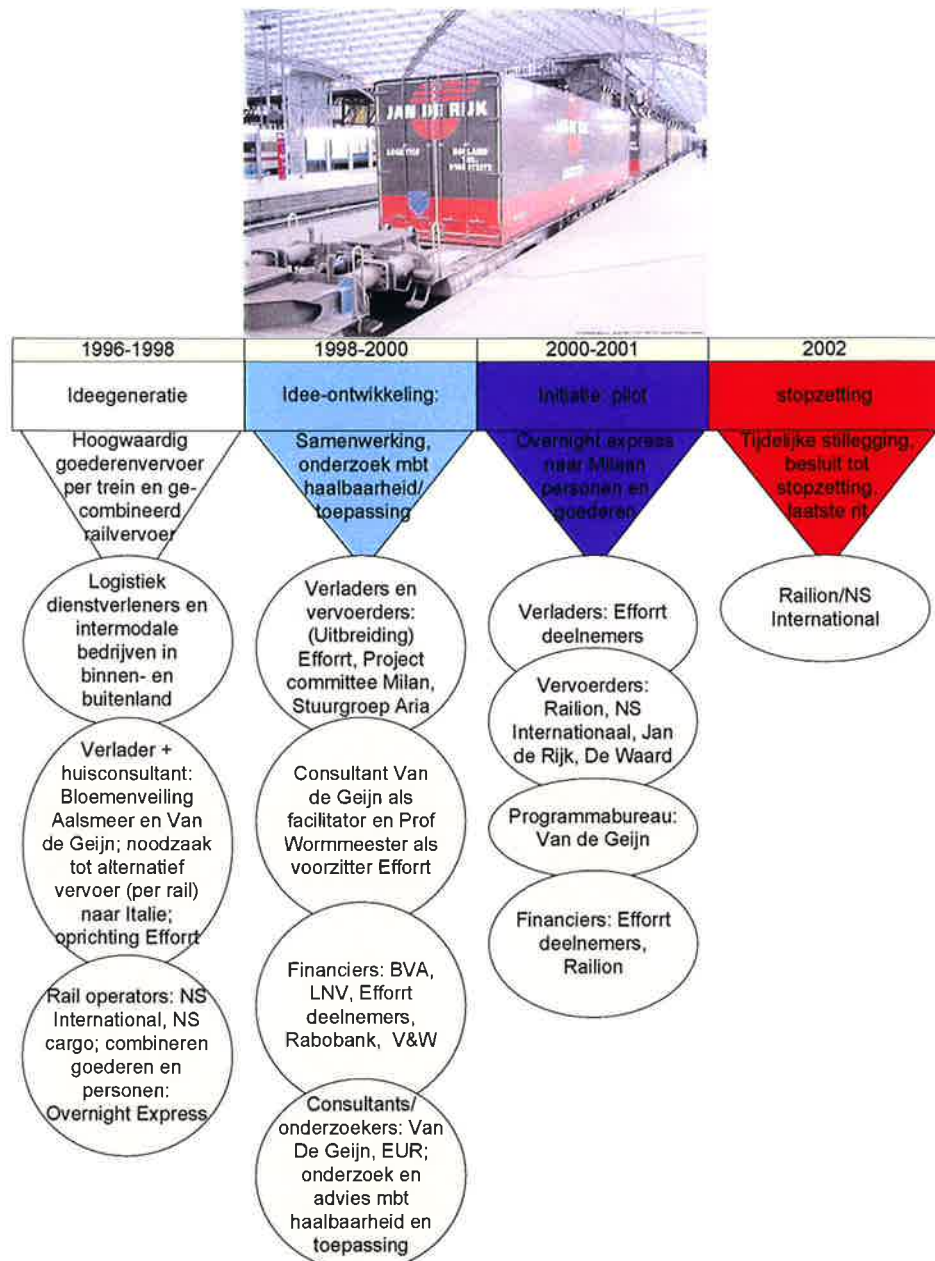 JAN DE RIJK
LOGISTICS
HOLLAND
1996-1998
Ideegeneratie
Hoogwaardig
goederenvervoer
per trein en ge-
combineerd
railvervoer
Logistiek
dienstverleners en
intermodale
bedrijven in
binnen- en
buitenland
Verlader +
huisconsultant:
Bloemenveiling
Aalsmeer en Van
de Geijn; noodzaak
tot alternatief
vervoer (per rail)
naar Italie;
oprichting Efforrt
Rail operators: NS
International, NS
cargo; combineren
goederen en
personen:
Overnight Express
1998-2000
Idee-ontwikkeling:
Samenwerking,
onderzoek mbt
haalbaarheid/
toepassing
Verladers en
vervoerders:
(Uitbreiding)
Efforrt, Project
committee Milan,
Stuurgroep Aria
Consultant Van
de Geijn als
facilitator en Prof
Wormmeester als
voorzitter Efforrt
Financiers: BVA,
LNV, Efforrt
deelnemers,
Rabobank, V&W
Consultants/
onderzoekers: Van
De Geijn, EUR;
onderzoek en
advies mbt
haalbaarheid en
toepassing
2000-2001
Initiatie: pilot
Overnight express
naar Milaan
personen en
goederen
Verladers: Efforrt
deelnemers
Vervoerders:
Railion, NS
Internationaal, Jan
de Rijk, De Waard
Programmabureau:
Van de Geijn
Financiers: Efforrt
deelnemers,
Railion
2002
stopzetting
Tijdelijke stillegging,
besluit tot
stopzetting.
laatste rit
Railion/NS
International